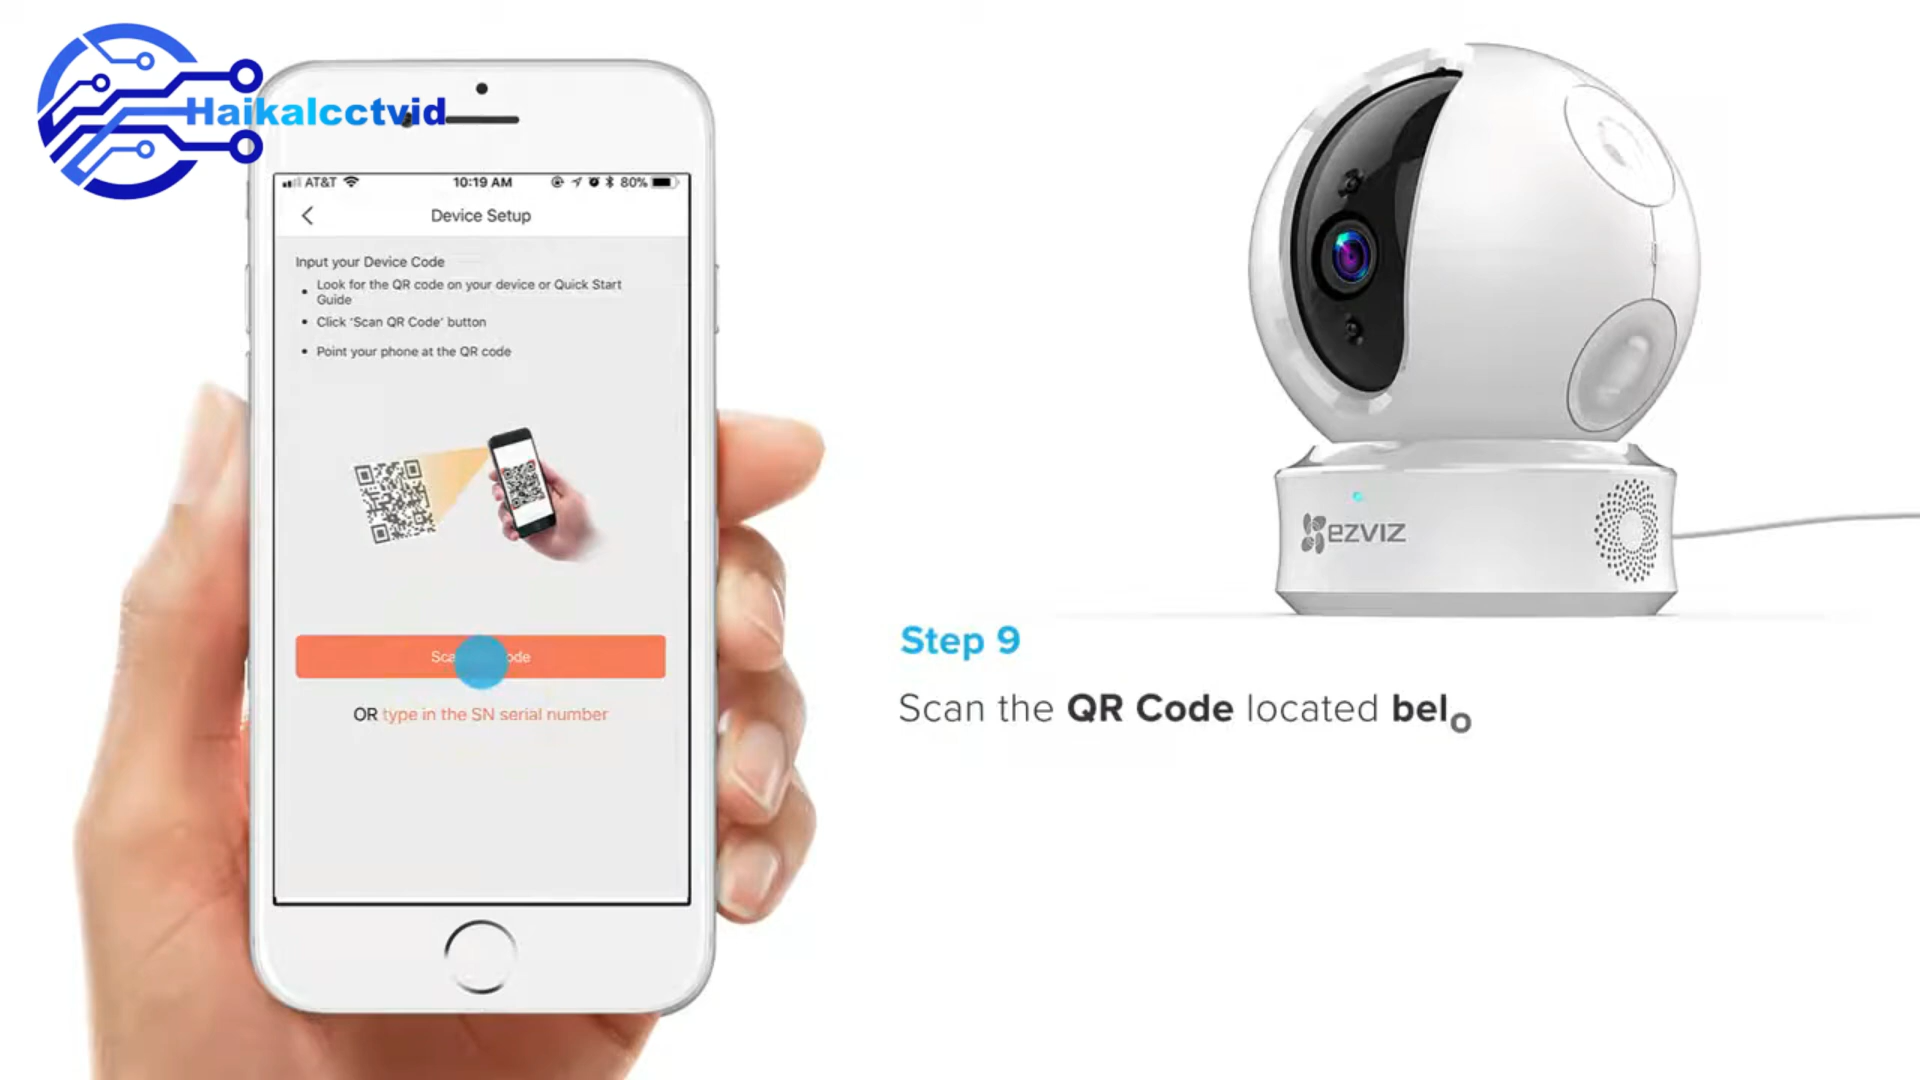 Haikalcctvid
AT&T
10:19 AM
80%
Device Setup
Input your Device Code
• Look for the QR code on your device or Quick Start
Guide
• Click 'Scan QR Code' button
• Point your phone at the QR code
OR type in the SN serial number
ezviz
Step 9
Scan the QR Code located belo